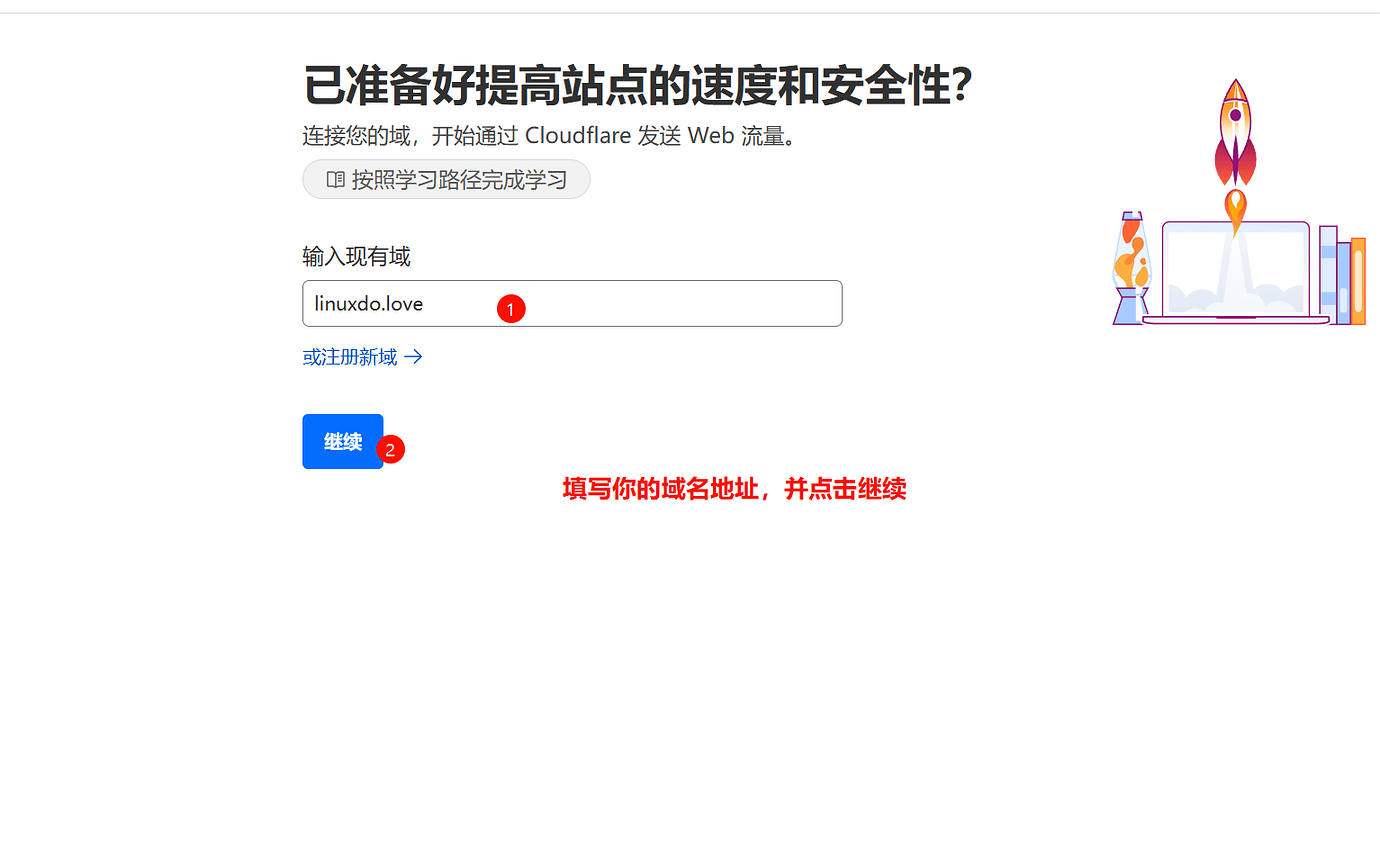 已准备好提高站点的速度和安全性？
连接您的域，开始通过 Cloudflare 发送 Web 流量。
按照学习路径完成学习
输入现有域
linuxdo.love
1
或注册新域 →
继续
2
填写你的域名地址，并点击继续